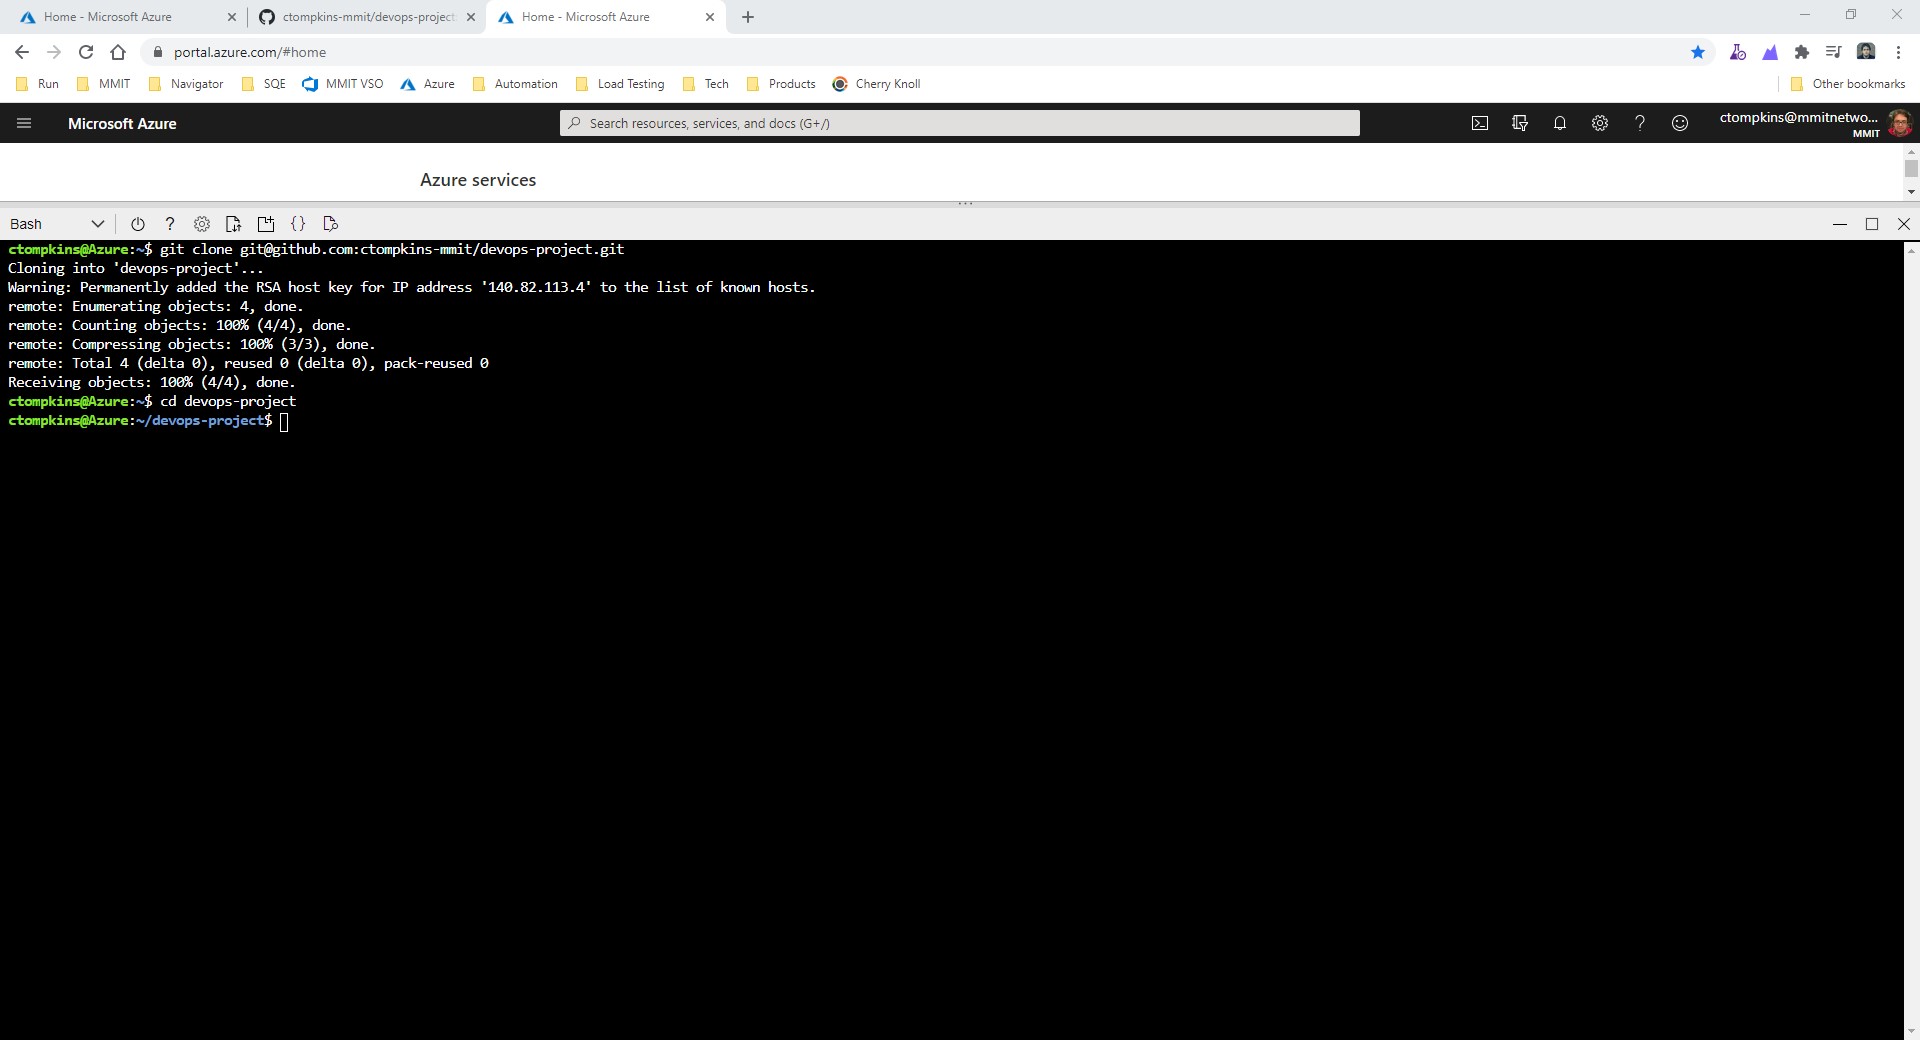 Home - Microsoft Azure
ctompkins-mmit/devops-project
Home - Microsoft Azure
portal.azure.com/#home
Run
MMIT
Navigator
SQE
MMIT VSO
Azure
Automation
Load Testing
Tech
Products
Cherry Knoll
Other bookmarks
Microsoft Azure
Search resources, services, and docs (G+/)
ctompkins@mmitnetwo...
MMIT
Azure services
Bash
ctompkins@Azure:~$ git clone git@github.com:ctompkins-mmit/devops-project.git
Cloning into 'devops-project'...
Warning: Permanently added the RSA host key for IP address '140.82.113.4' to the list of known hosts.
remote: Enumerating objects: 4, done.
remote: Counting objects: 100% (4/4), done.
remote: Compressing objects: 100% (3/3), done.
remote: Total 4 (delta 0), reused 0 (delta 0), pack-reused 0
Receiving objects: 100% (4/4), done.
ctompkins@Azure:~$ cd devops-project
ctompkins@Azure:~/devops-project$